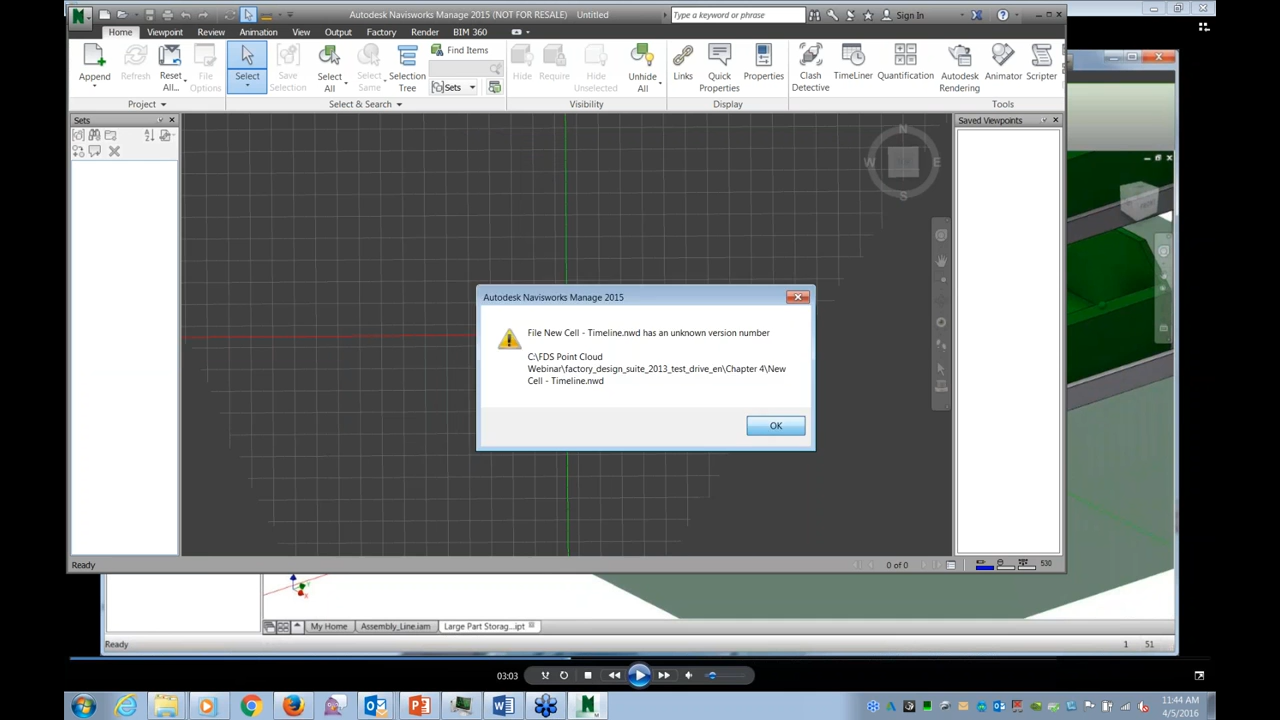 Autodesk Navisworks Manage 2015 (NOT FOR RESALE) Untitled
Type a keyword or phrase
Sign In
Home Viewpoint Review Animation View Output Factory Render BIM 360
Append
Refresh
Reset All...
File Options
Select
Save Selection
Select All
Select Same
Selection Tree
Find Items
Sets
Hide
Require
Hide Unselected
Unhide All
Links
Quick Properties
Properties
Clash Detective
TimeLiner
Quantification
Autodesk Rendering
Animator
Scripter
Project
Select & Search
Visibility
Display
Tools
Sets
Saved Viewpoints
N
W
E
S
Autodesk Navisworks Manage 2015
File New Cell - Timeline.nwd has an unknown version number
C:\FDS Point Cloud
Webinar\factory_design_suite_2013_test_drive_en\Chapter 4\New
Cell - Timeline.nwd
OK
Ready
0 of 0
530
My Home Assembly_Line.iam Large Part Storag...ipt
Ready
1 51
03:03
11:44 AM
4/5/2016